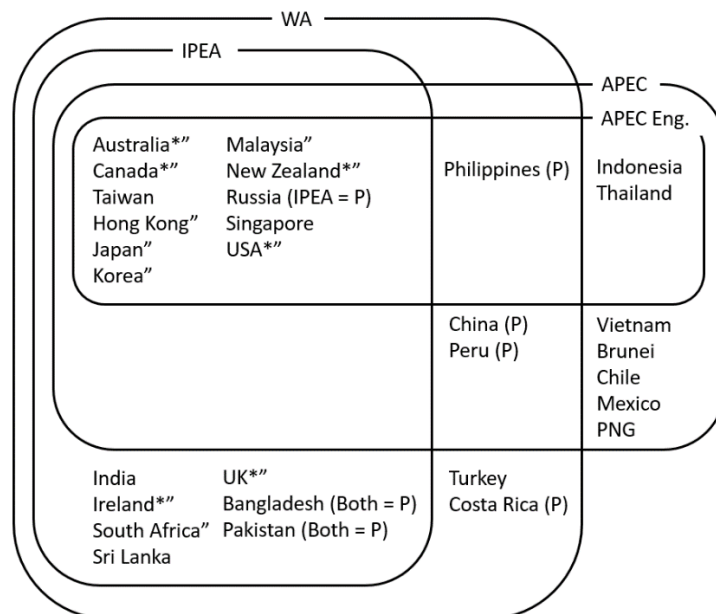 WA
IPEA
APEC
APEC Eng.
Australia*”
Canada*”
Taiwan
Hong Kong”
Japan”
Korea”
Malaysia”
New Zealand*”
Russia (IPEA = P)
Singapore
USA*”
Philippines (P)
Indonesia
Thailand
China (P)
Peru (P)
Vietnam
Brunei
Chile
Mexico
PNG
India
Ireland*”
South Africa”
Sri Lanka
UK*”
Bangladesh (Both = P)
Pakistan (Both = P)
Turkey
Costa Rica (P)